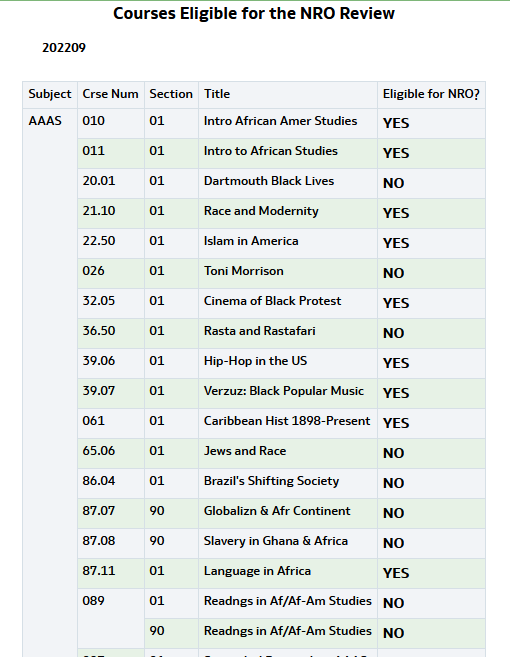 Courses Eligible for the NRO Review
202209
Subject Crse Num Section Title Eligible for NRO?
AAAS 010 01 Intro African Amer Studies YES
011 01 Intro to African Studies YES
20.01 01 Dartmouth Black Lives NO
21.10 01 Race and Modernity YES
22.50 01 Islam in America YES
026 01 Toni Morrison NO
32.05 01 Cinema of Black Protest YES
36.50 01 Rasta and Rastafari NO
39.06 01 Hip-Hop in the US YES
39.07 01 Verzuz: Black Popular Music YES
061 01 Caribbean Hist 1898-Present YES
65.06 01 Jews and Race NO
86.04 01 Brazil's Shifting Society NO
87.07 90 Globalizn & Afr Continent NO
87.08 90 Slavery in Ghana & Africa NO
87.11 01 Language in Africa YES
089 01 Readngs in Af/Af-Am Studies NO
90 Readngs in Af/Af-Am Studies NO